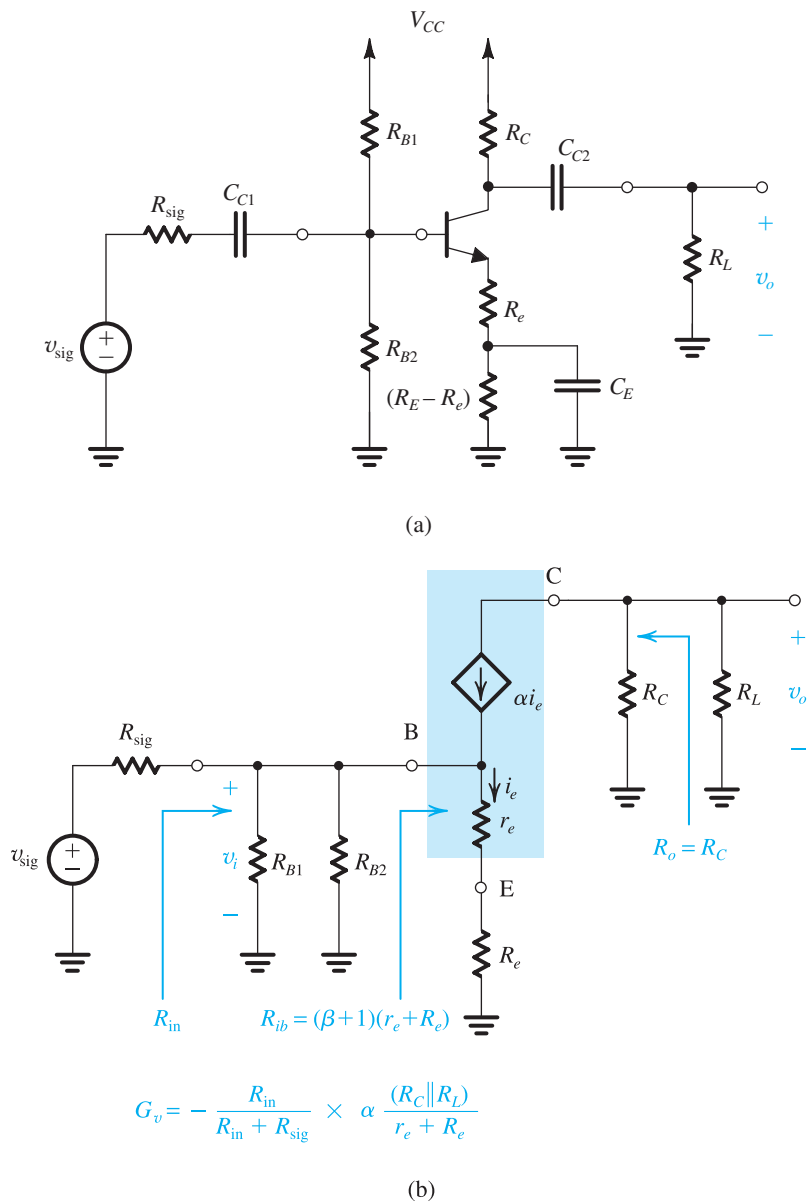 V_CC
R_B1
R_C
C_C2
C_C1
R_sig
+
R_L
v_o
R_e
−
v_sig
+
−
R_B2
(R_E – R_e)
C_E
(a)
C
+
αi_e
R_C
R_L
v_o
B
R_sig
+
i_e
−
r_e
v_sig
+
−
v_i
R_B1
R_B2
R_o = R_C
−
E
R_e
R_in
R_ib = (β+1)(r_e+R_e)
G_v = − R_in / (R_in + R_sig) × α (R_C || R_L) / (r_e + R_e)
(b)